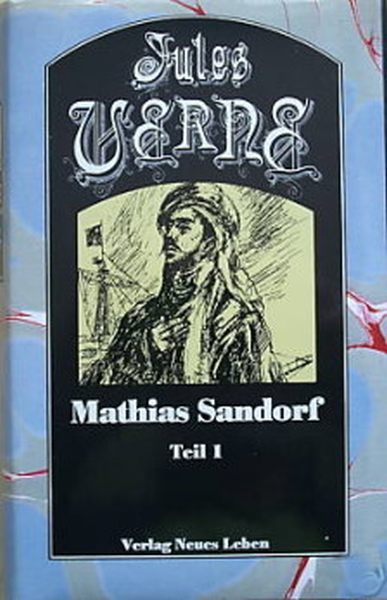 Jules
VERNE
Mathias Sandorf
Teil 1
Verlag Neues Leben